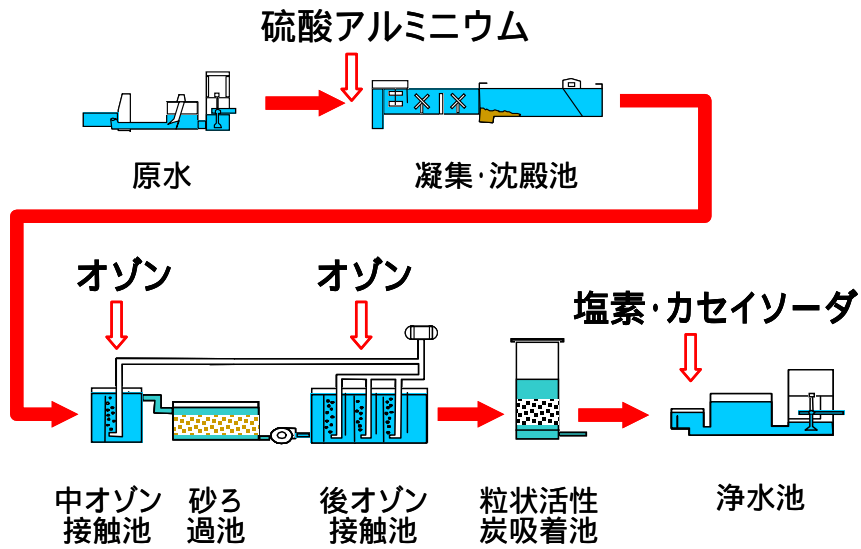 硫酸アルミニウム
原水
凝集・沈殿池
オゾン
オゾン
塩素・カセイソーダ
中オゾン
接触池
砂ろ
過池
後オゾン
接触池
粒状活性
炭吸着池
浄水池